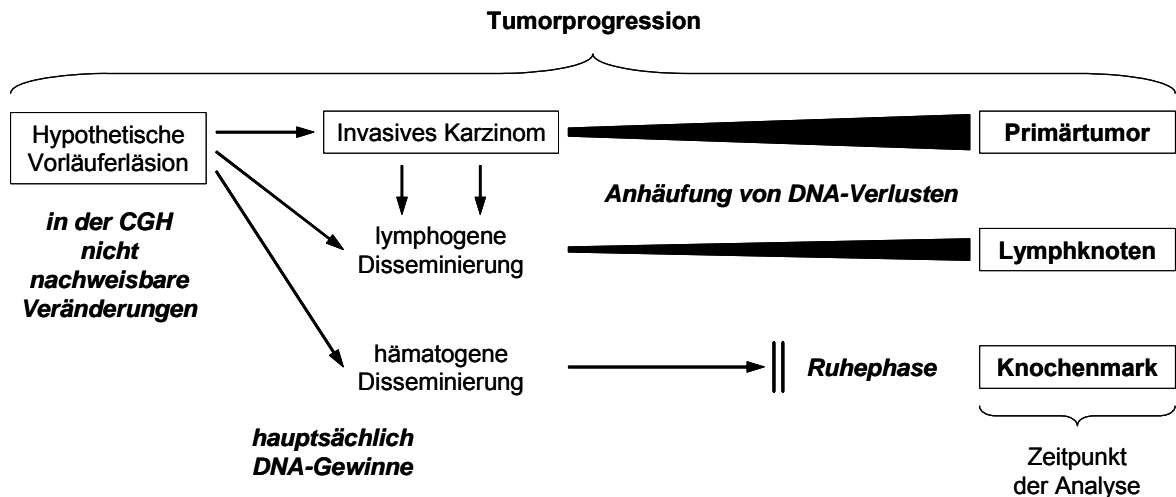 Tumorprogression
Hypothetische
Vorläuferläsion
Invasives Karzinom
Primärtumor
in der CGH
nicht
nachweisbare
Veränderungen
Anhäufung von DNA-Verlusten
lymphogene
Disseminierung
Lymphknoten
hämatogene
Disseminierung
Ruhephase
Knochenmark
hauptsächlich
DNA-Gewinne
Zeitpunkt
der Analyse